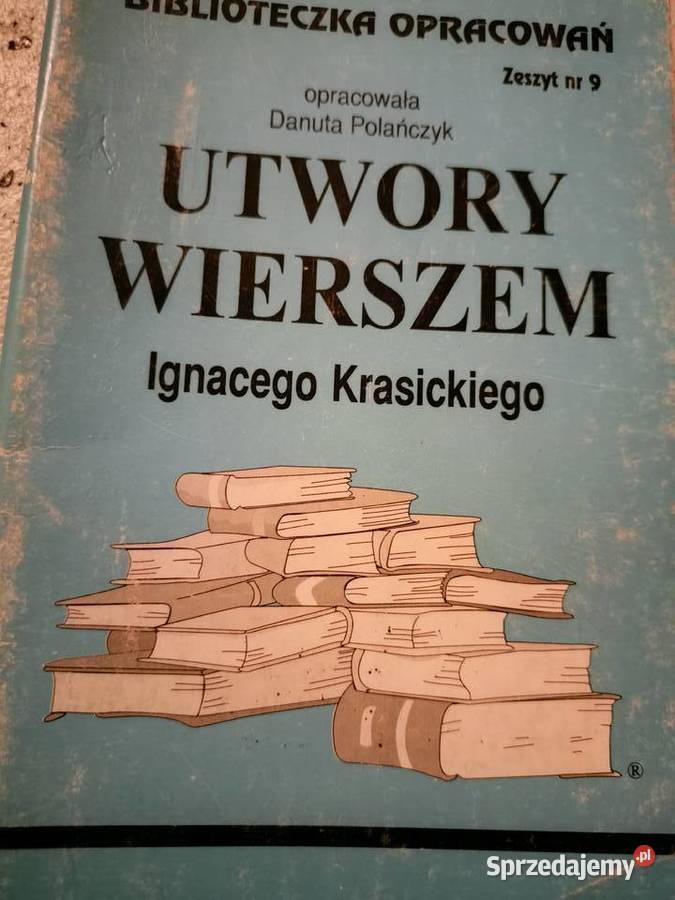 BIBLIOTECZKA OPRACOWAŃ
Zeszyt nr 9
opracowała
Danuta Polańczyk
UTWORY
WIERSZEM
Ignacego Krasickiego
®
Sprzedajemy.pl